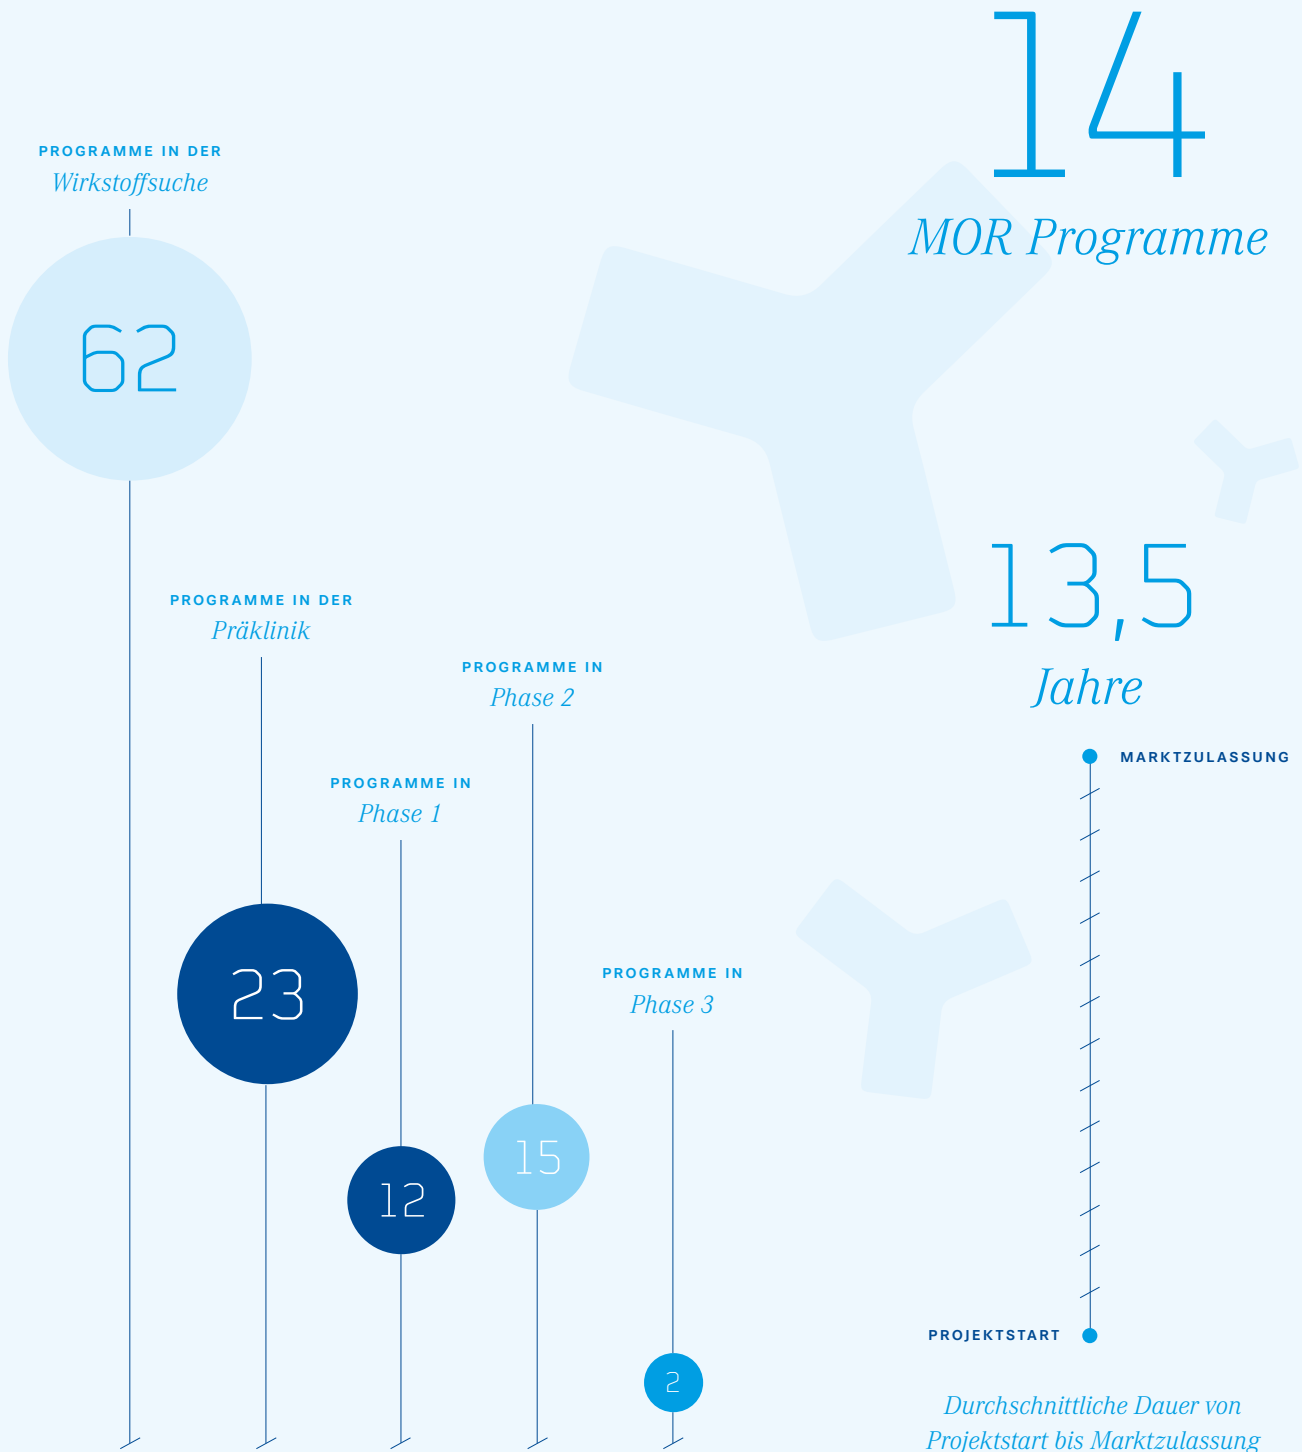 14
MOR Programme
PROGRAMME IN DER
Wirkstoffsuche
62
PROGRAMME IN DER
Präklinik
23
PROGRAMME IN
Phase 1
12
PROGRAMME IN
Phase 2
15
PROGRAMME IN
Phase 3
2
13,5
Jahre
MARKTZULASSUNG
PROJEKTSTART
Durchschnittliche Dauer von
Projektstart bis Marktzulassung